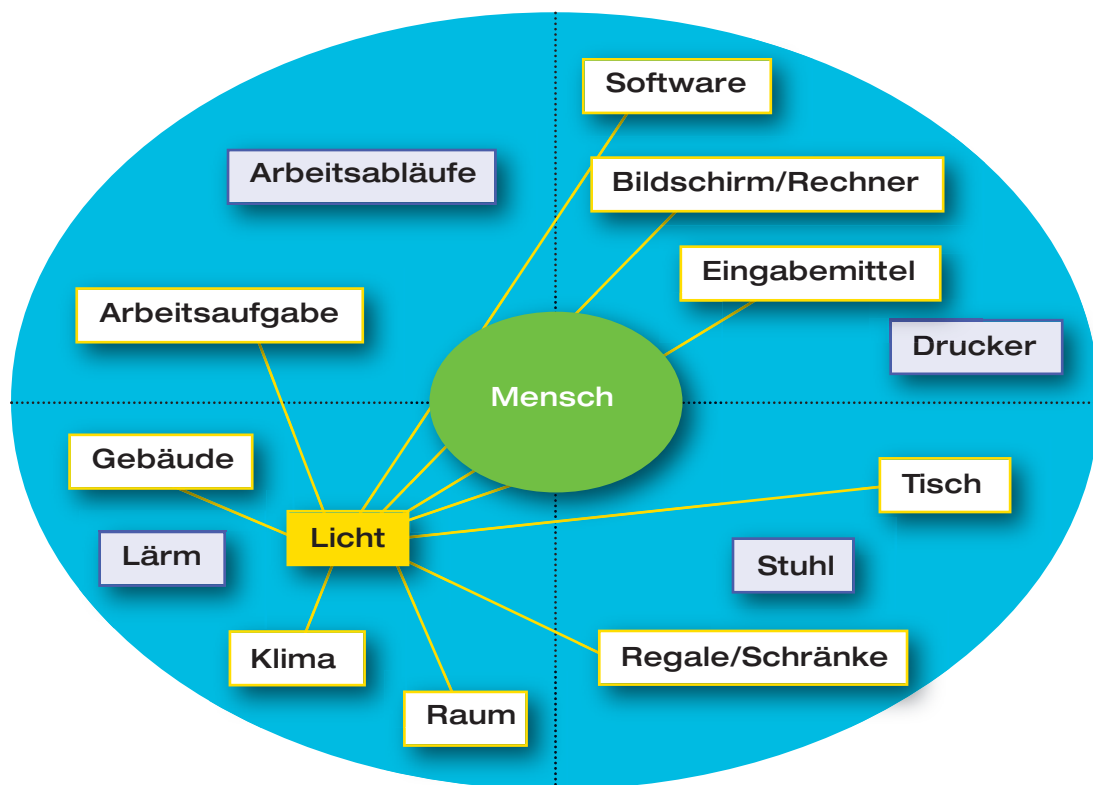 Software
Arbeitsabläufe
Bildschirm/Rechner
Eingabemittel
Arbeitsaufgabe
Drucker
Mensch
Gebäude
Tisch
Licht
Lärm
Stuhl
Klima
Regale/Schränke
Raum